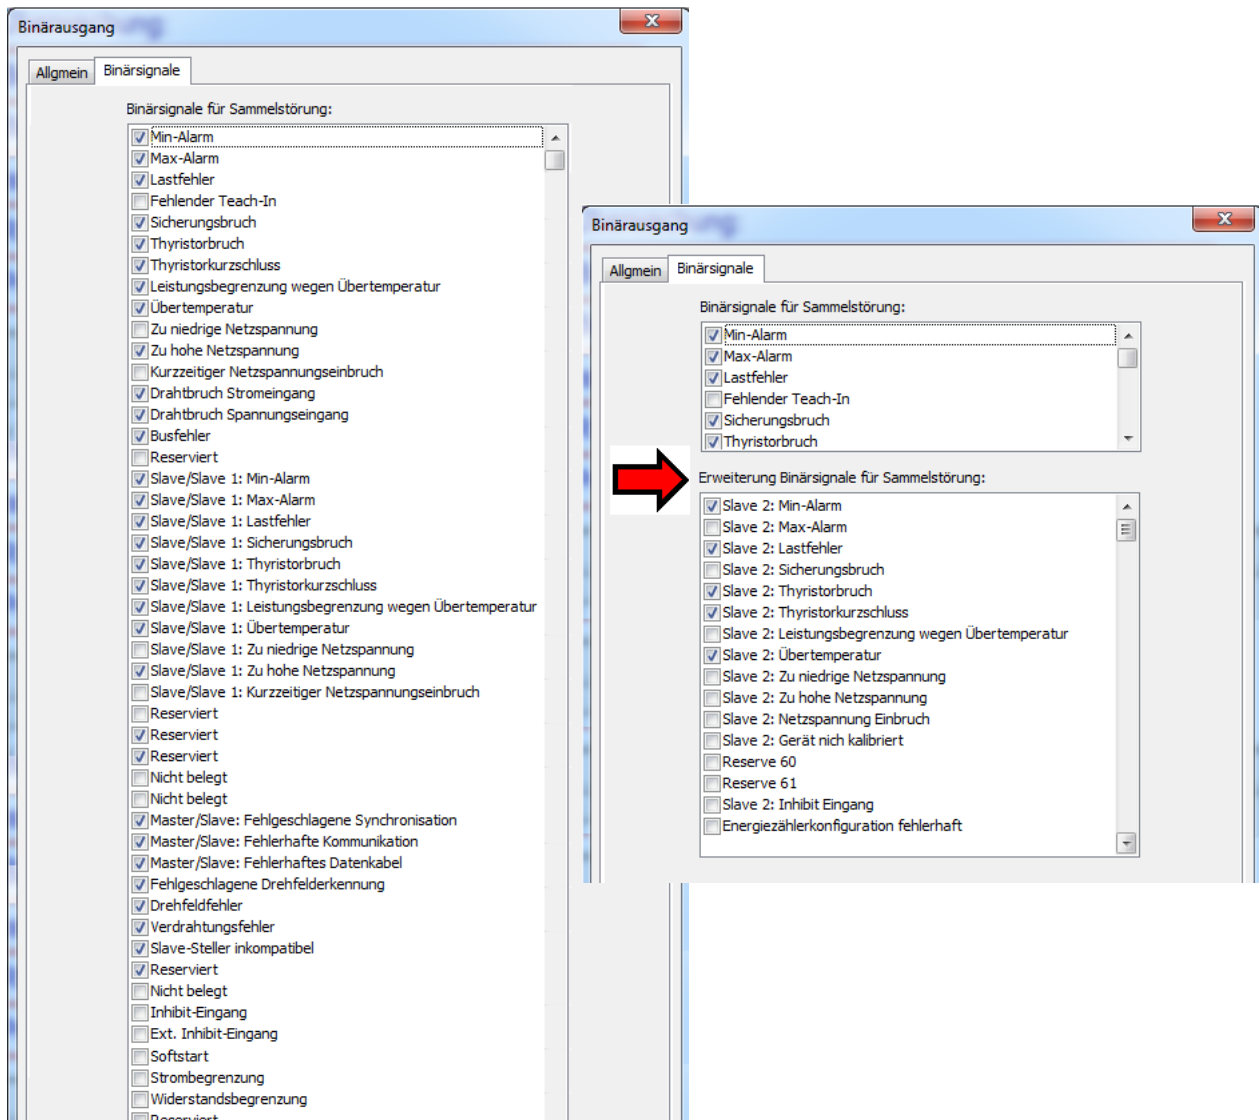 Binärausgang
Allgmein
Binärsignale
Binärsignale für Sammelstörung:
Min-Alarm
Max-Alarm
Lastfehler
Fehlender Teach-In
Sicherungsbruch
Thyristorbruch
Thyristorkurzschluss
Leistungsbegrenzung wegen Übertemperatur
Übertemperatur
Zu niedrige Netzspannung
Zu hohe Netzspannung
Kurzzeitiger Netzspannungseinbruch
Drahtbruch Stromeingang
Drahtbruch Spannungseingang
Busfehler
Reserviert
Slave/Slave 1: Min-Alarm
Slave/Slave 1: Max-Alarm
Slave/Slave 1: Lastfehler
Slave/Slave 1: Sicherungsbruch
Slave/Slave 1: Thyristorbruch
Slave/Slave 1: Thyristorkurzschluss
Slave/Slave 1: Leistungsbegrenzung wegen Übertemperatur
Slave/Slave 1: Übertemperatur
Slave/Slave 1: Zu niedrige Netzspannung
Slave/Slave 1: Zu hohe Netzspannung
Slave/Slave 1: Kurzzeitiger Netzspannungseinbruch
Reserviert
Reserviert
Reserviert
Nicht belegt
Nicht belegt
Master/Slave: Fehlgeschlagene Synchronisation
Master/Slave: Fehlerhafte Kommunikation
Master/Slave: Fehlerhaftes Datenkabel
Fehlgeschlagene Drehfelderkennung
Drehfeldfehler
Verdrahtungsfehler
Slave-Steller inkompatibel
Reserviert
Nicht belegt
Inhibit-Eingang
Ext. Inhibit-Eingang
Softstart
Strombegrenzung
Widerstandsbegrenzung
Reserviert
Binärausgang
Allgmein
Binärsignale
Binärsignale für Sammelstörung:
Min-Alarm
Max-Alarm
Lastfehler
Fehlender Teach-In
Sicherungsbruch
Thyristorbruch
Erweiterung Binärsignale für Sammelstörung:
Slave 2: Min-Alarm
Slave 2: Max-Alarm
Slave 2: Lastfehler
Slave 2: Sicherungsbruch
Slave 2: Thyristorbruch
Slave 2: Thyristorkurzschluss
Slave 2: Leistungsbegrenzung wegen Übertemperatur
Slave 2: Übertemperatur
Slave 2: Zu niedrige Netzspannung
Slave 2: Zu hohe Netzspannung
Slave 2: Netzspannung Einbruch
Slave 2: Gerät nich kalibriert
Reserve 60
Reserve 61
Slave 2: Inhibit Eingang
Energiezählerkonfiguration fehlerhaft